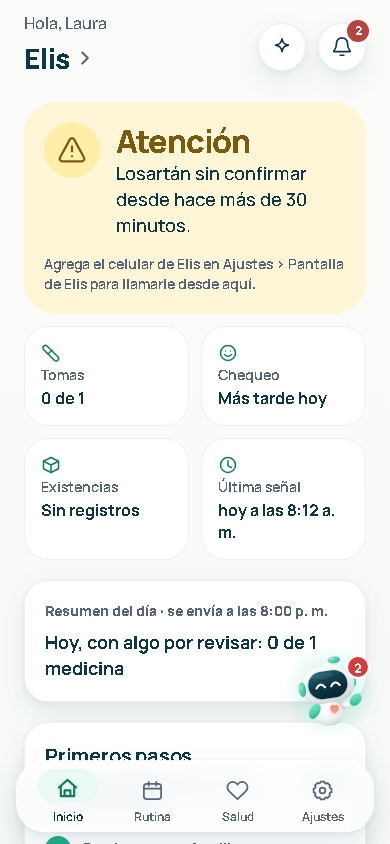 Hola, Laura
Elis
2
Atención
Losartán sin confirmar
desde hace más de 30
minutos.
Agrega el celular de Elis en Ajustes > Pantalla
de Elis para llamarle desde aquí.
Tomas
0 de 1
Chequeo
Más tarde hoy
Existencias
Sin registros
Última señal
hoy a las 8:12 a.
m.
Resumen del día · se envía a las 8:00 p. m.
Hoy, con algo por revisar: 0 de 1
medicina
2
Primeros pasos
Inicio
Rutina
Salud
Ajustes